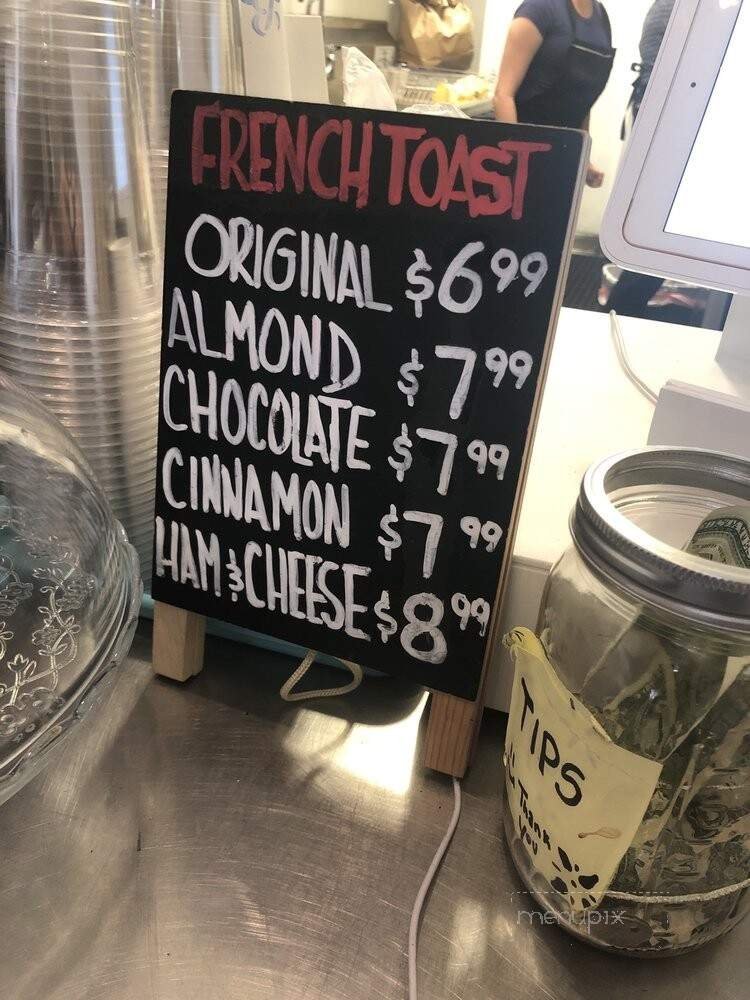 FRENCH TOAST
ORIGINAL $6.99
ALMOND $7.99
CHOCOLATE $7.99
CINNAMON $7.99
HAM & CHEESE $8.99
TIPS
Thank
you
menupix